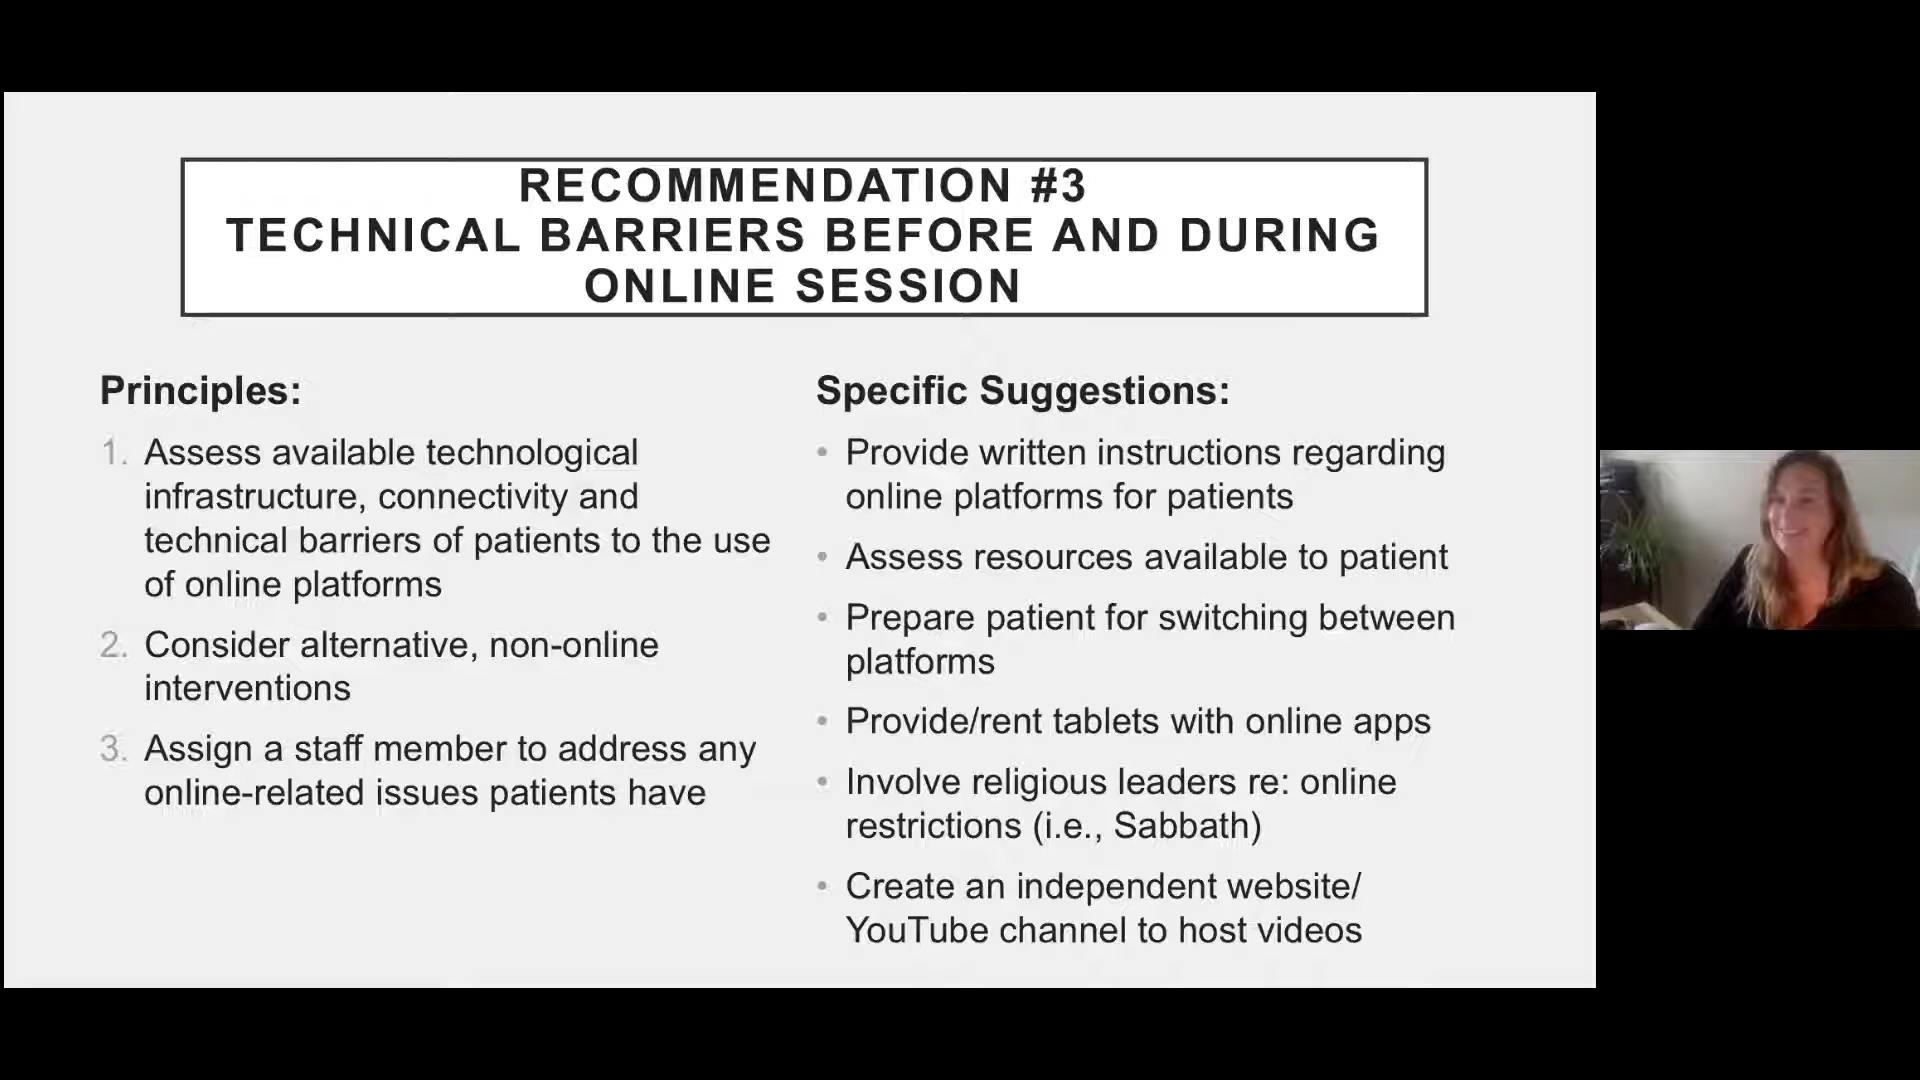 RECOMMENDATION #3
TECHNICAL BARRIERS BEFORE AND DURING
ONLINE SESSION
Principles:
1. Assess available technological
infrastructure, connectivity and
technical barriers of patients to the use
of online platforms
2. Consider alternative, non-online
interventions
3. Assign a staff member to address any
online-related issues patients have
Specific Suggestions:
• Provide written instructions regarding
online platforms for patients
• Assess resources available to patient
• Prepare patient for switching between
platforms
• Provide/rent tablets with online apps
• Involve religious leaders re: online
restrictions (i.e., Sabbath)
• Create an independent website/
YouTube channel to host videos